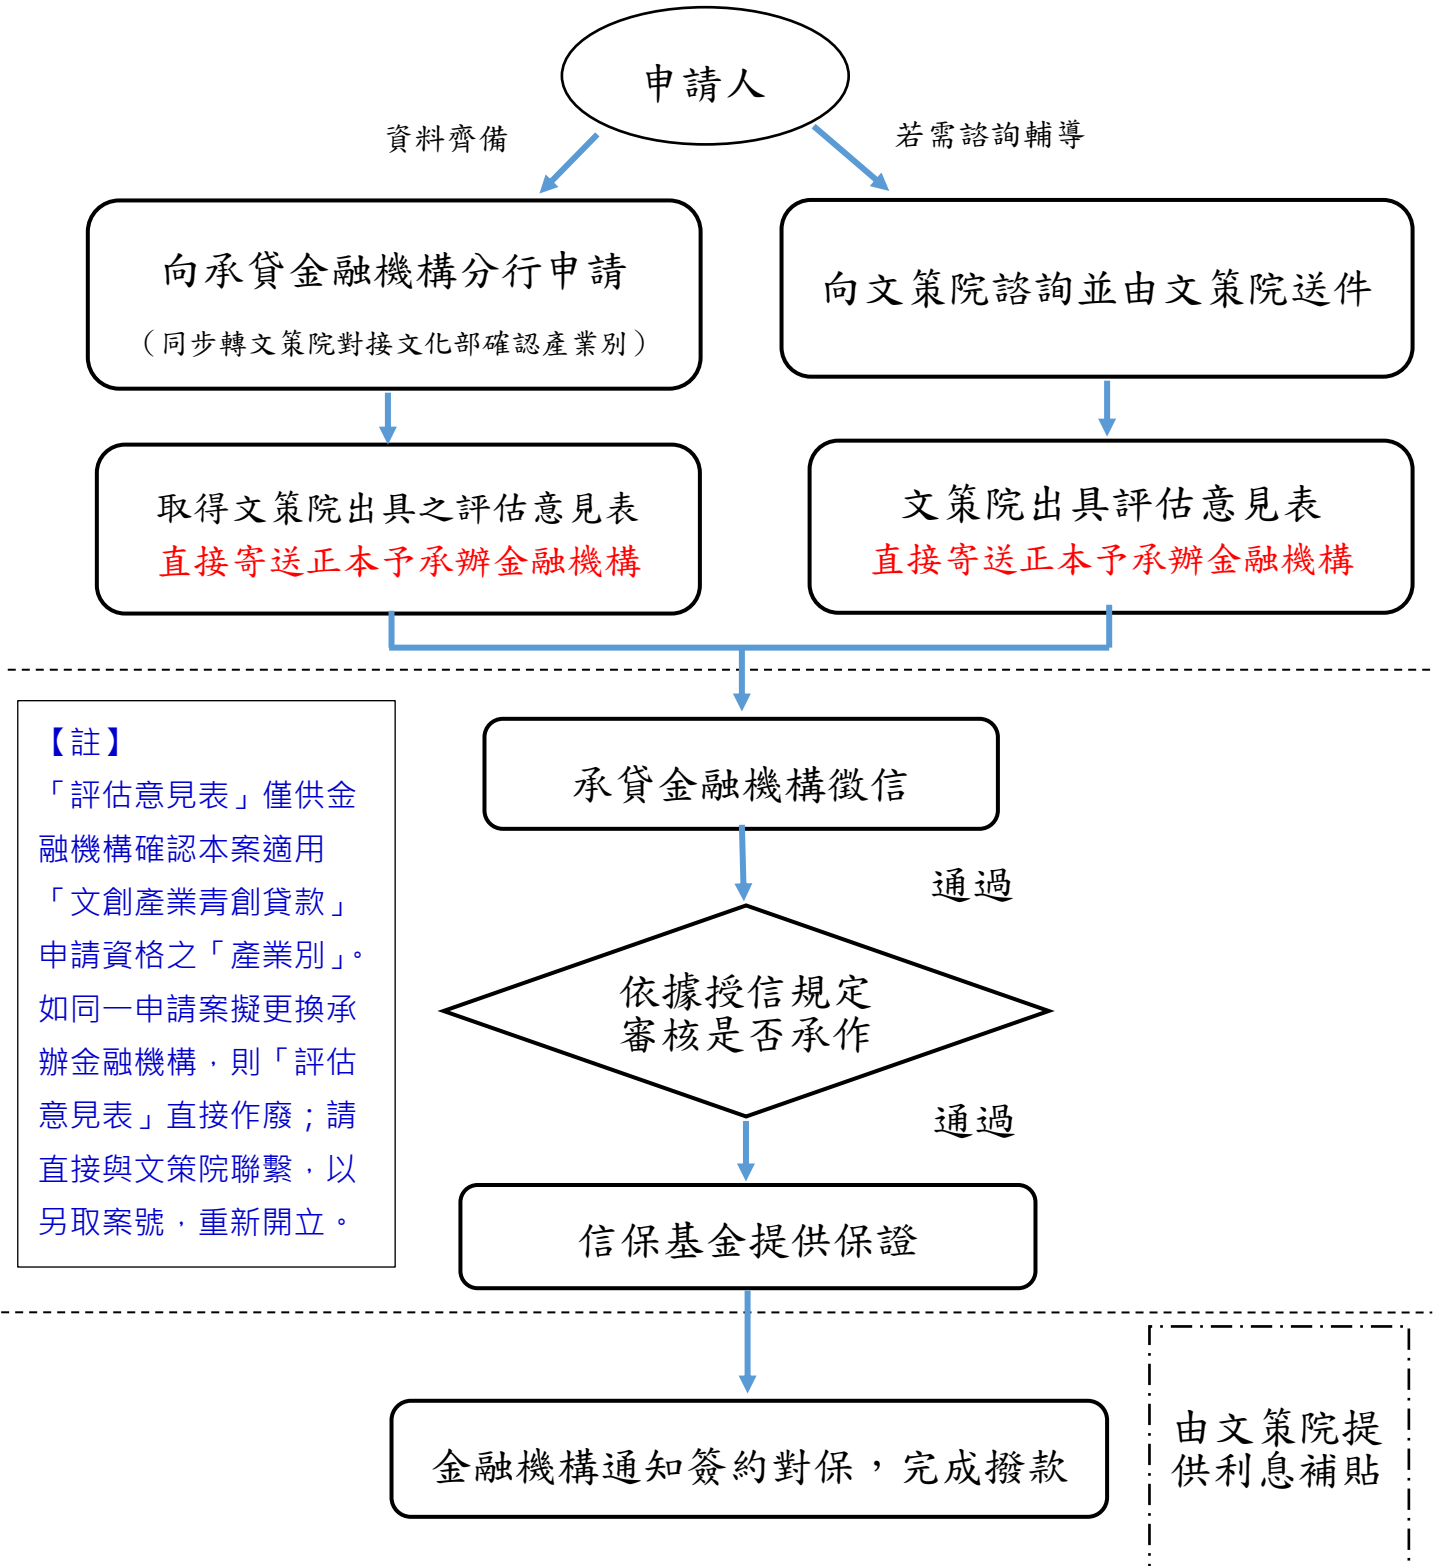 申請人
資料齊備
若需諮詢輔導
向承貸金融機構分行申請
（同步轉文策院對接文化部確認產業別）
向文策院諮詢並由文策院送件
取得文策院出具之評估意見表
直接寄送正本予承辦金融機構
文策院出具評估意見表
直接寄送正本予承辦金融機構
【註】
「評估意見表」僅供金
融機構確認本案適用
「文創產業青創貸款」
申請資格之「產業別」。
如同一申請案擬更換承
辦金融機構，則「評估
意見表」直接作廢；請
直接與文策院聯繫，以
另取案號，重新開立。
承貸金融機構徵信
通過
依據授信規定
審核是否承作
通過
信保基金提供保證
金融機構通知簽約對保，完成撥款
由文策院提
供利息補貼